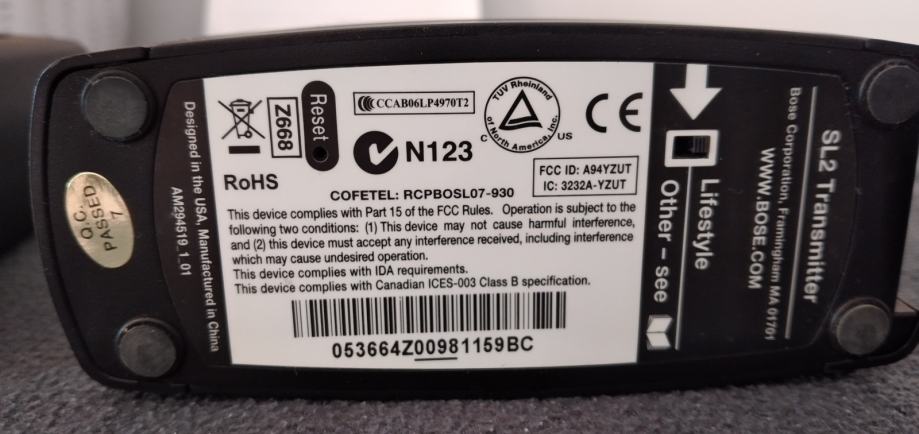 Q.C.
PASSED
7
Designed in the USA, Manufactured in China
AM294519_1_01
Z668
Reset
CCAB06LP4970T2
TUV Rheinland
of North America, Inc.
C US
CE
N123
RoHS
FCC ID: A94YZUT
IC: 3232A-YZUT
COFETEL: RCPBOSL07-930
This device complies with Part 15 of the FCC Rules. Operation is subject to the
following two conditions: (1) This device may not cause harmful interference,
and (2) this device must accept any interference received, including interference
which may cause undesired operation.
This device complies with IDA requirements.
This device complies with Canadian ICES-003 Class B specification.
053664Z00981159BC
Lifestyle
Other – see
SL2 Transmitter
Bose Corporation, Framingham MA 01701
WWW.BOSE.COM